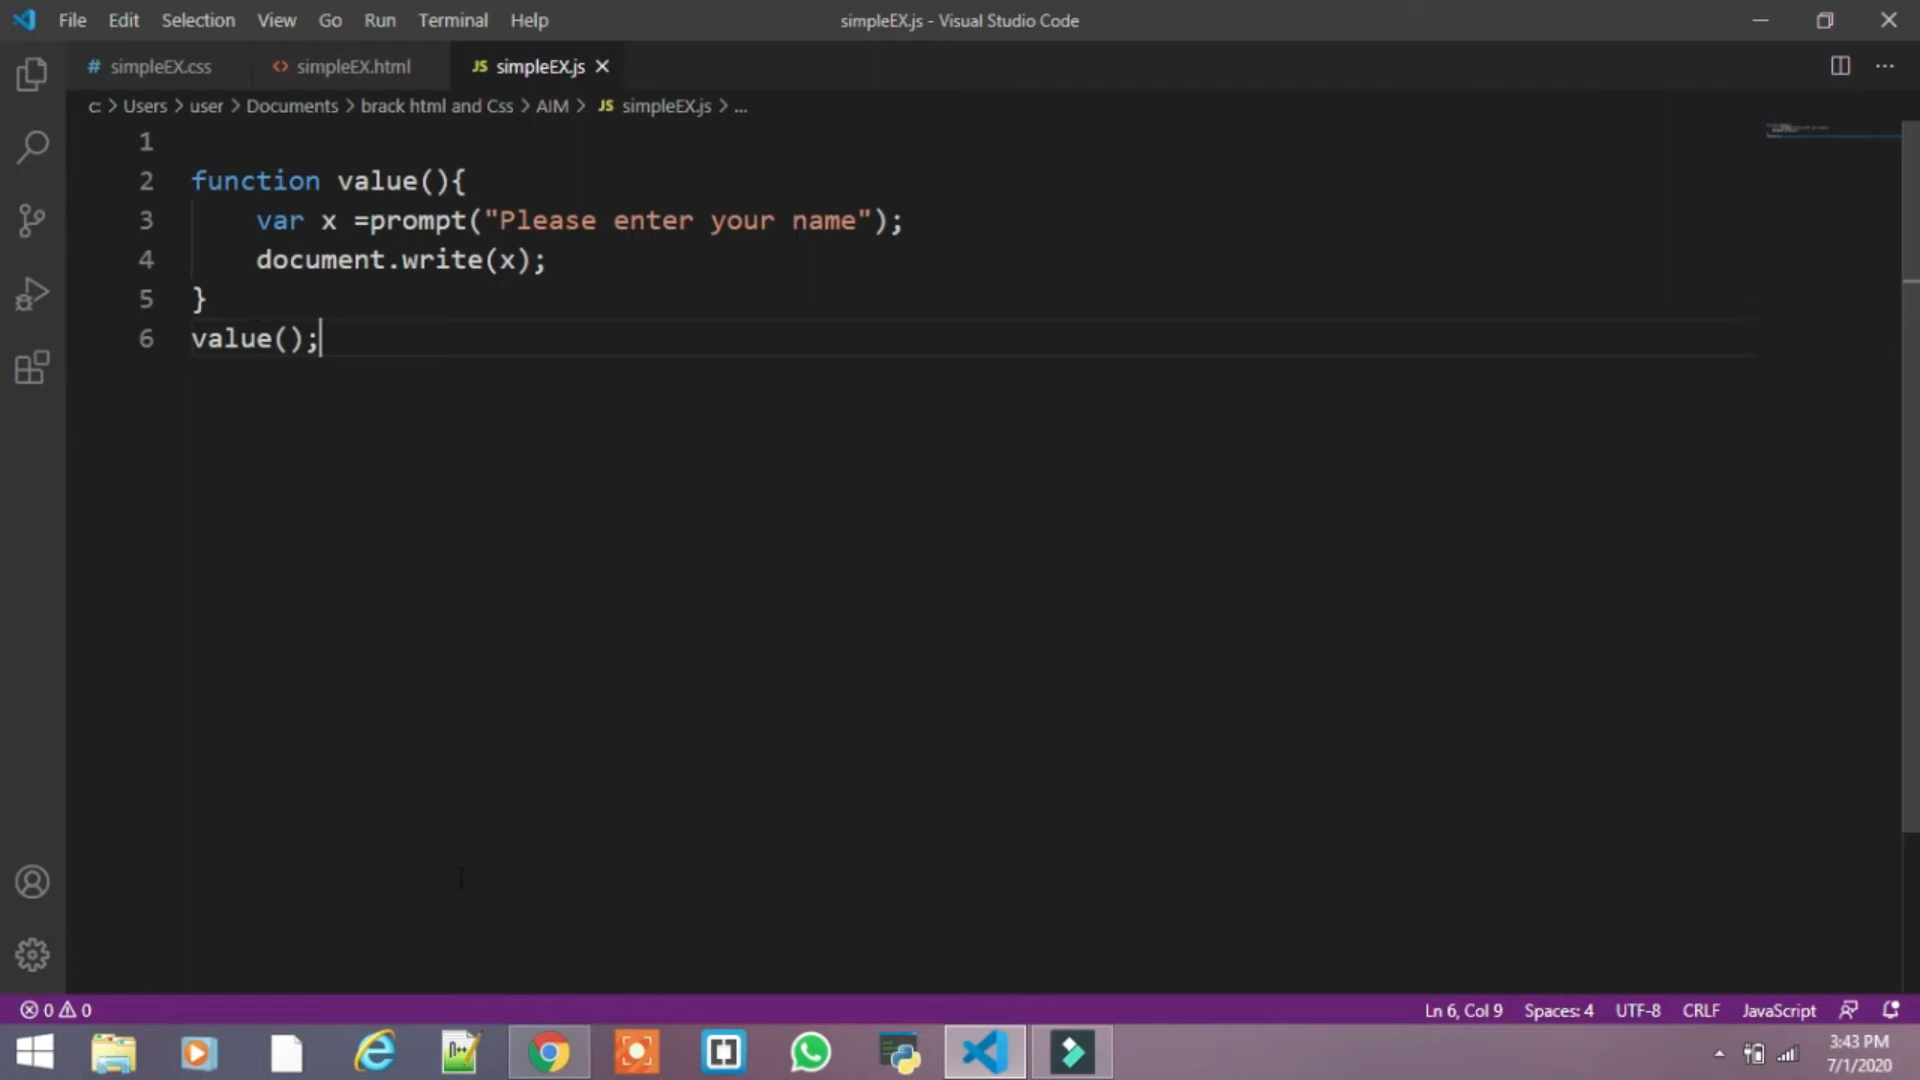 File Edit Selection View Go Run Terminal Help simpleEX.js - Visual Studio Code
# simpleEX.css <> simpleEX.html JS simpleEX.js
c: > Users > user > Documents > brack html and Css > AIM > JS simpleEX.js > ...
1
2 function value(){
3 var x =prompt("Please enter your name");
4 document.write(x);
5 }
6 value();
0 0 Ln 6, Col 9 Spaces: 4 UTF-8 CRLF JavaScript
3:43 PM
7/1/2020